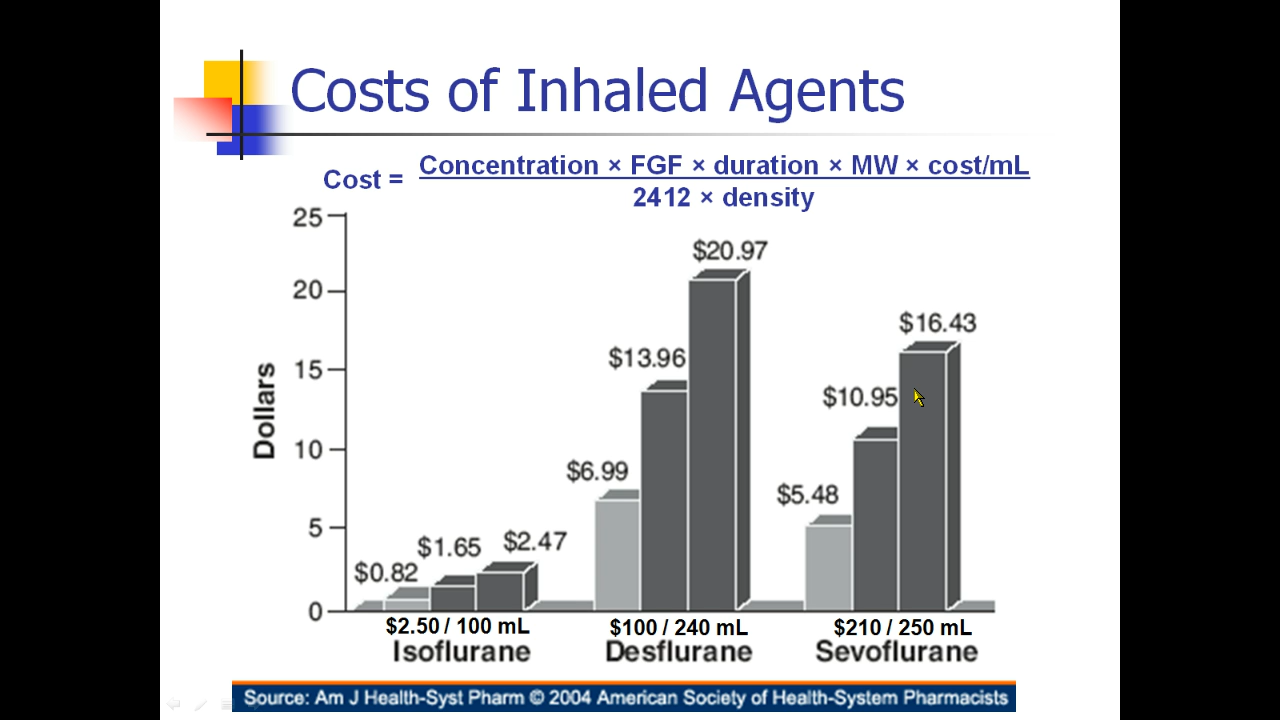 Costs of Inhaled Agents
Cost = Concentration × FGF × duration × MW × cost/mL
2412 × density
25
20
15
10
5
0
Dollars
$0.82
$1.65
$2.47
$6.99
$13.96
$20.97
$5.48
$10.95
$16.43
$2.50 / 100 mL
$100 / 240 mL
$210 / 250 mL
Isoflurane
Desflurane
Sevoflurane
Source: Am J Health-Syst Pharm © 2004 American Society of Health-System Pharmacists